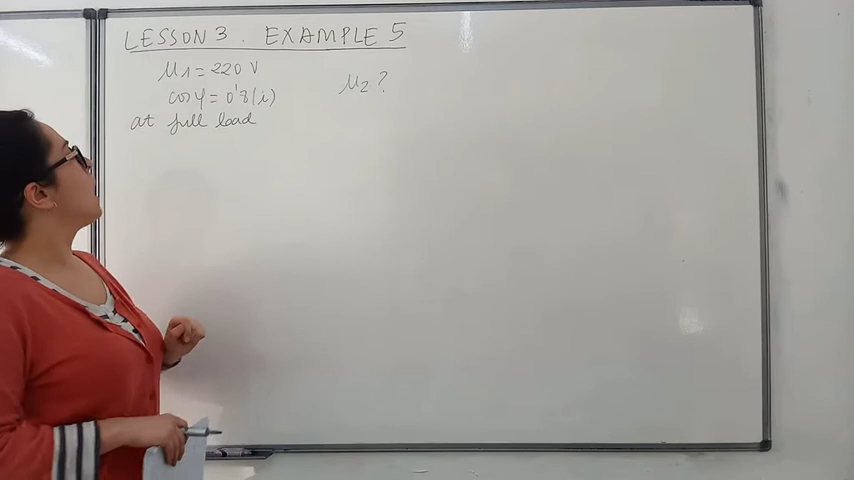 LESSON 3. EXAMPLE 5
U1 = 220 V
cos φ = 0'8 (i)
U2?
at full load